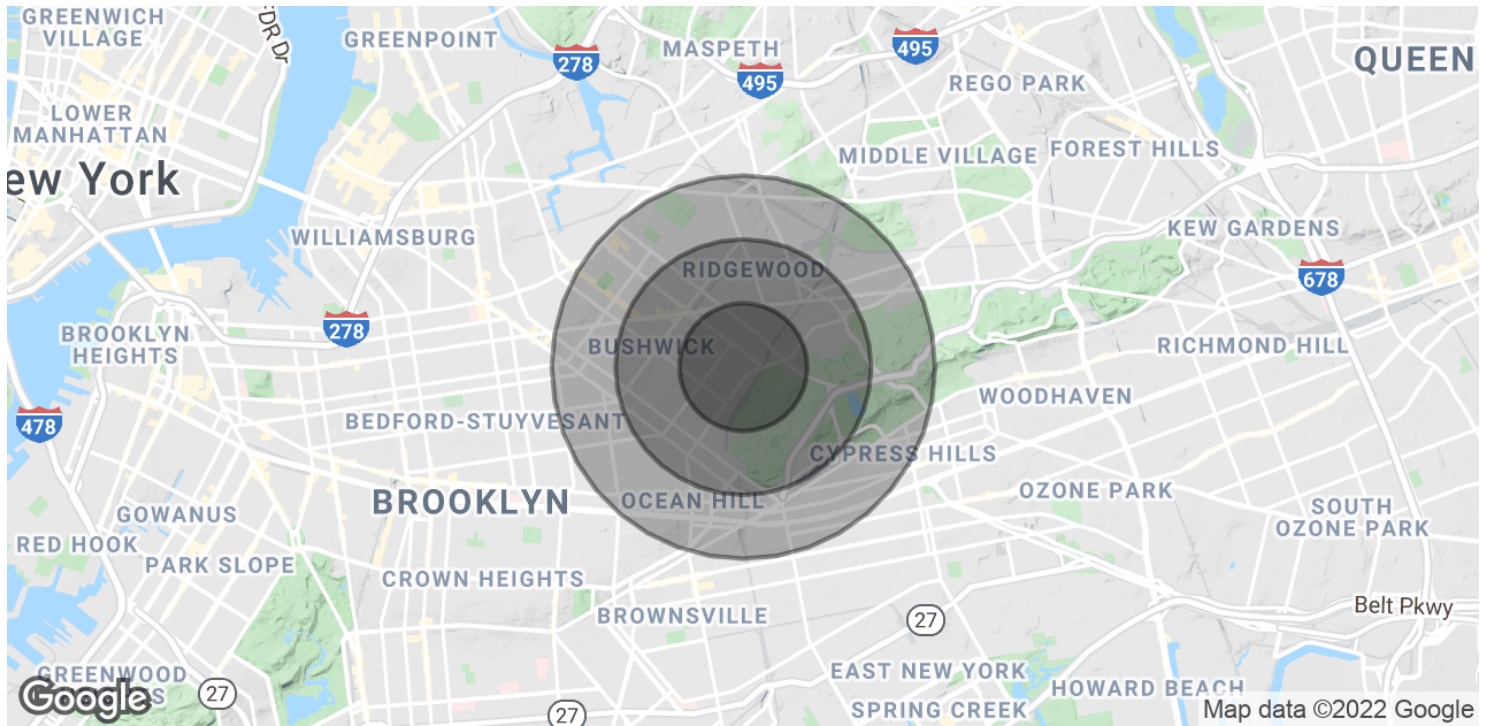 GREENWICH
VILLAGE
FDR Dr
GREENPOINT
278
MASPETH
495
495
QUEEN
REGO PARK
LOWER
MANHATTAN
MIDDLE VILLAGE
FOREST HILLS
ew York
WILLIAMSBURG
KEW GARDENS
RIDGEWOOD
678
BROOKLYN
HEIGHTS
278
BUSHWICK
RICHMOND HILL
WOODHAVEN
478
BEDFORD-STUYVESANT
CYPRESS HILLS
BROOKLYN
OCEAN HILL
OZONE PARK
GOWANUS
SOUTH
OZONE PARK
RED HOOK
PARK SLOPE
CROWN HEIGHTS
BROWNSVILLE
27
Belt Pkwy
GREENWOOD
EAST NEW YORK
HOWARD BEACH
Google
27
27
SPRING CREEK
Map data ©2022 Google